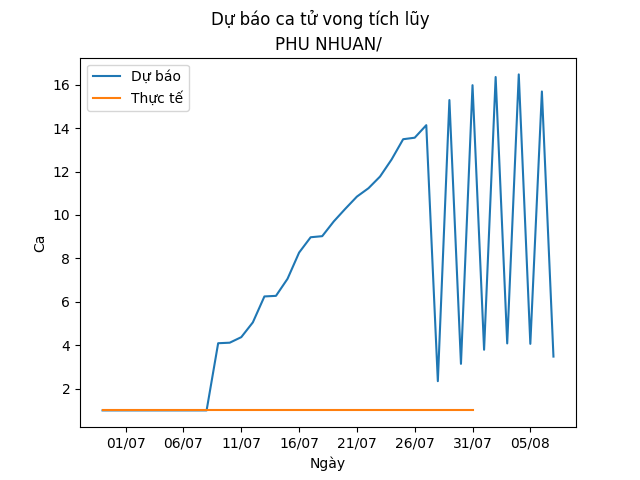 Dự báo ca tử vong tích lũy
PHU NHUAN/
Dự báo
Thực tế
16
14
12
10
8
6
4
2
Ca
01/07 06/07 11/07 16/07 21/07 26/07 31/07 05/08
Ngày